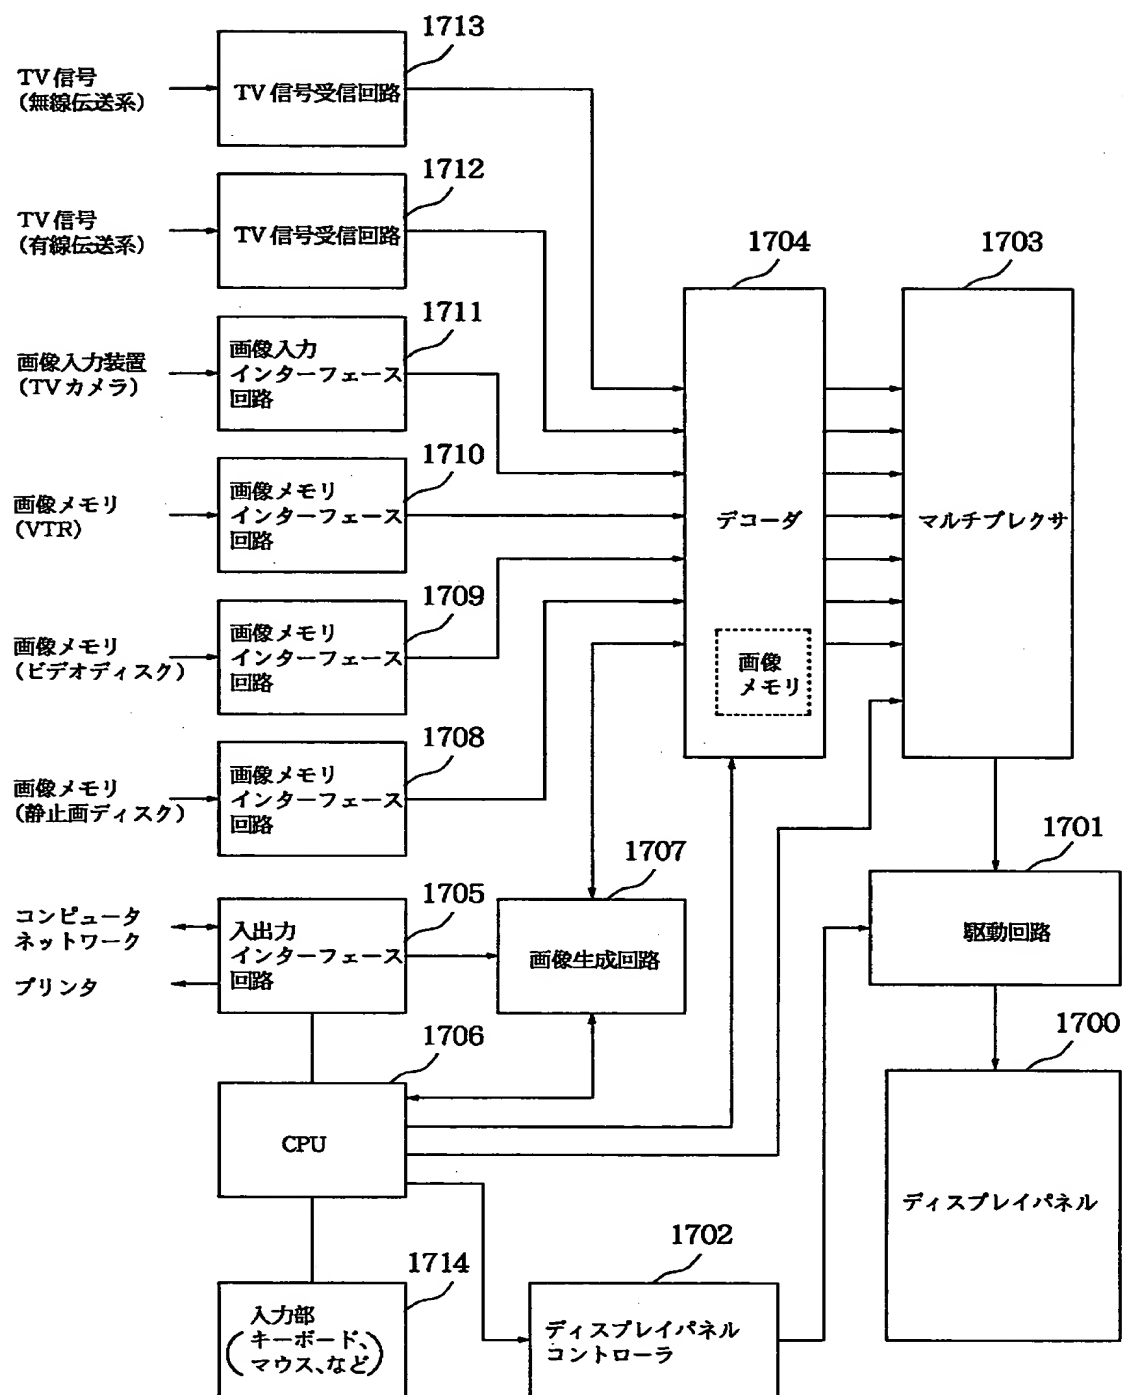 1713
TV信号
(無線伝送系)
TV信号受信回路
1712
TV信号
(有線伝送系)
TV信号受信回路
1704
1703
1711
画像入力装置
(TVカメラ)
画像入力
インターフェース
回路
1710
画像メモリ
(VTR)
画像メモリ
インターフェース
回路
デコーダ
マルチプレクサ
1709
画像メモリ
(ビデオディスク)
画像メモリ
インターフェース
回路
画像
メモリ
1708
画像メモリ
(静止画ディスク)
画像メモリ
インターフェース
回路
1707
1701
1705
コンピュータ
ネットワーク
プリンタ
入出力
インターフェース
回路
画像生成回路
駆動回路
1706
1700
CPU
ディスプレイパネル
1702
1714
入力部
(キーボード、
マウス、など)
ディスプレイパネル
コントローラ